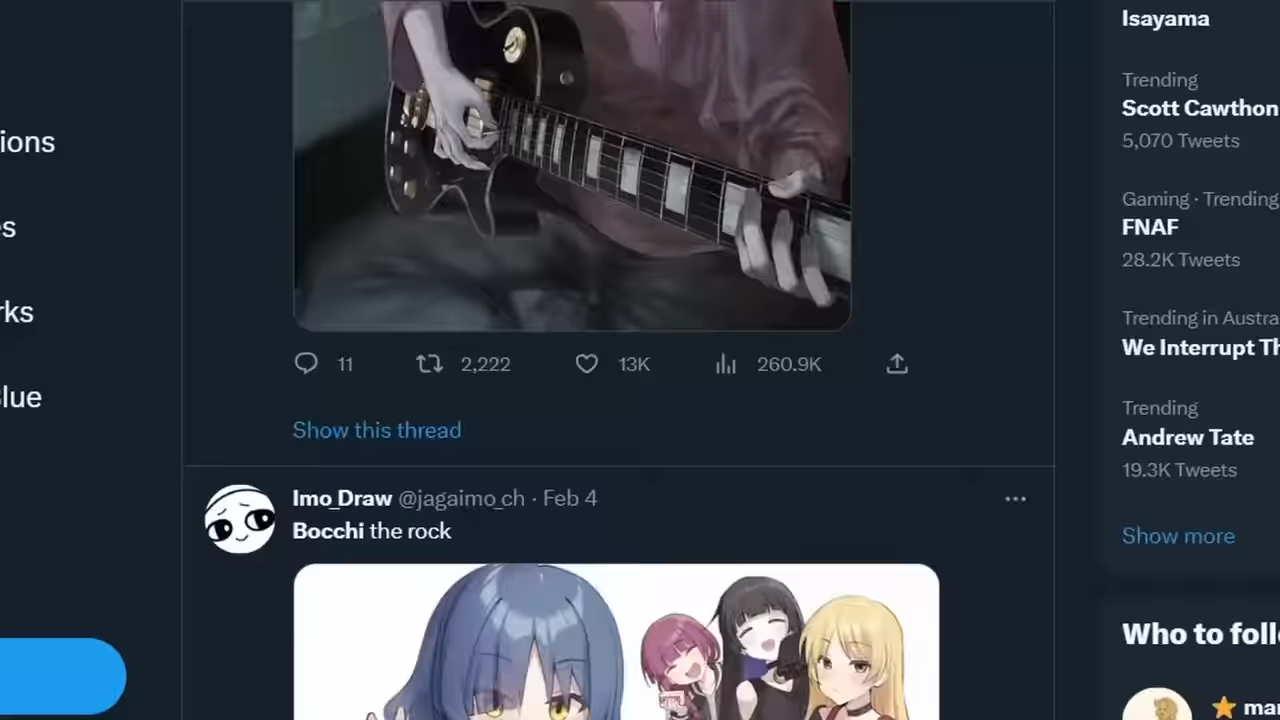 ions
es
rks
Blue
11
2,222
13K
260.9K
Show this thread
Imo_Draw @jagaimo_ch · Feb 4
Bocchi the rock
Isayama
Trending
Scott Cawthon
5,070 Tweets
Gaming · Trending
FNAF
28.2K Tweets
Trending in Austra
We Interrupt Th
Trending
Andrew Tate
19.3K Tweets
Show more
Who to foll
mai